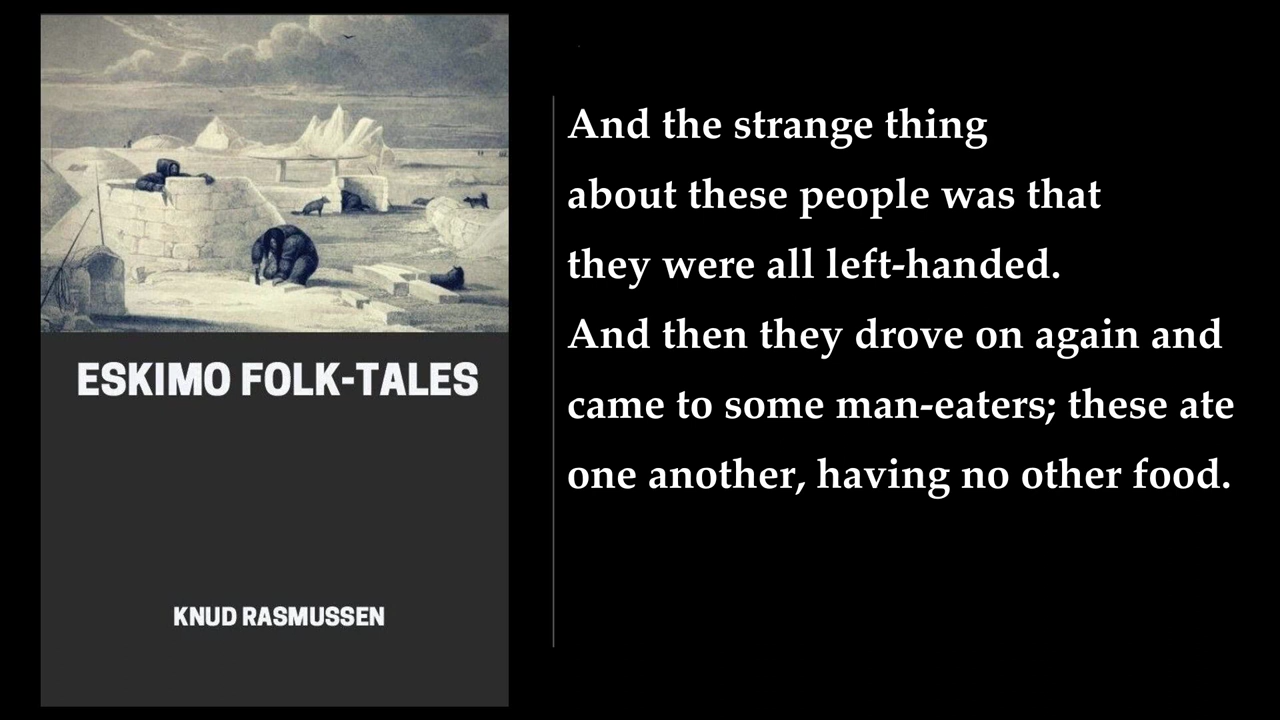 ESKIMO FOLK-TALES
KNUD RASMUSSEN
And the strange thing
about these people was that
they were all left-handed.
And then they drove on again and
came to some man-eaters; these ate
one another, having no other food.